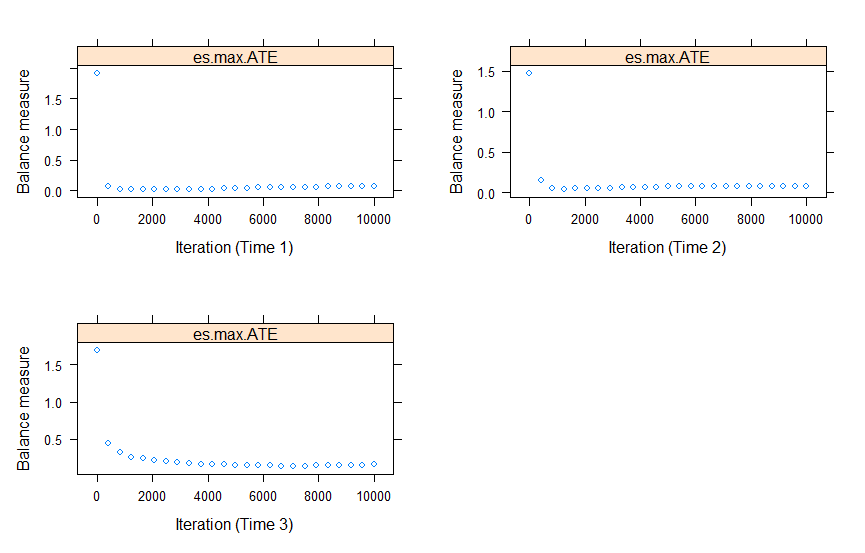 es.max.ATE
Balance measure
1.5
1.0
0.5
0.0
0 2000 4000 6000 8000 10000
Iteration (Time 1)
es.max.ATE
Balance measure
1.5
1.0
0.5
0.0
0 2000 4000 6000 8000 10000
Iteration (Time 2)
es.max.ATE
Balance measure
1.5
1.0
0.5
0 2000 4000 6000 8000 10000
Iteration (Time 3)